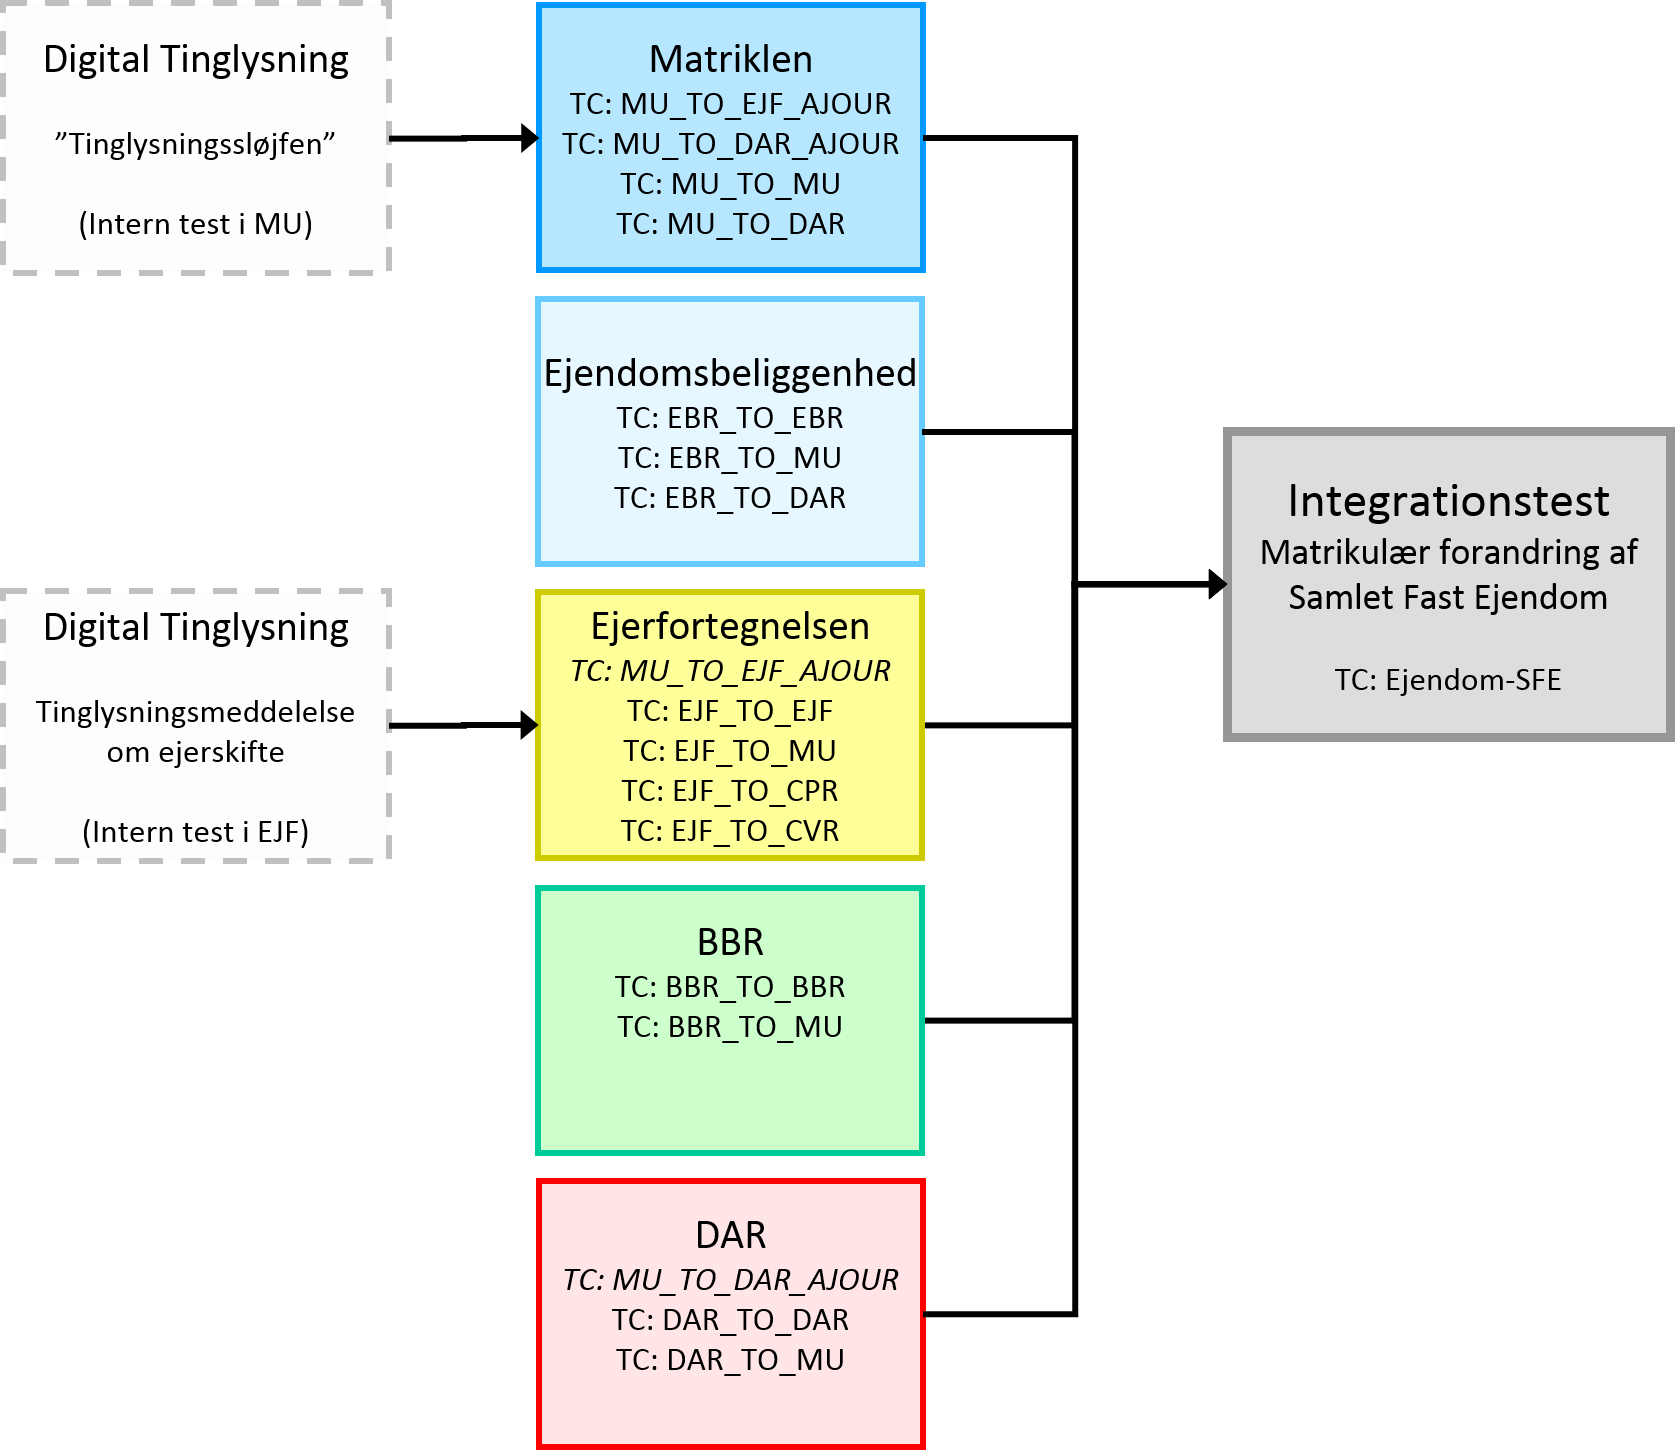 Digital Tinglysning
”Tinglysningssløjfen”
(Intern test i MU)
Matriklen
TC: MU_TO_EJF_AJOUR
TC: MU_TO_DAR_AJOUR
TC: MU_TO_MU
TC: MU_TO_DAR
Ejendomsbeliggenhed
TC: EBR_TO_EBR
TC: EBR_TO_MU
TC: EBR_TO_DAR
Digital Tinglysning
Tinglysningsmeddelelse
om ejerskifte
(Intern test i EJF)
Ejerfortegnelsen
TC: MU_TO_EJF_AJOUR
TC: EJF_TO_EJF
TC: EJF_TO_MU
TC: EJF_TO_CPR
TC: EJF_TO_CVR
BBR
TC: BBR_TO_BBR
TC: BBR_TO_MU
DAR
TC: MU_TO_DAR_AJOUR
TC: DAR_TO_DAR
TC: DAR_TO_MU
Integrationstest
Matrikulær forandring af
Samlet Fast Ejendom
TC: Ejendom-SFE